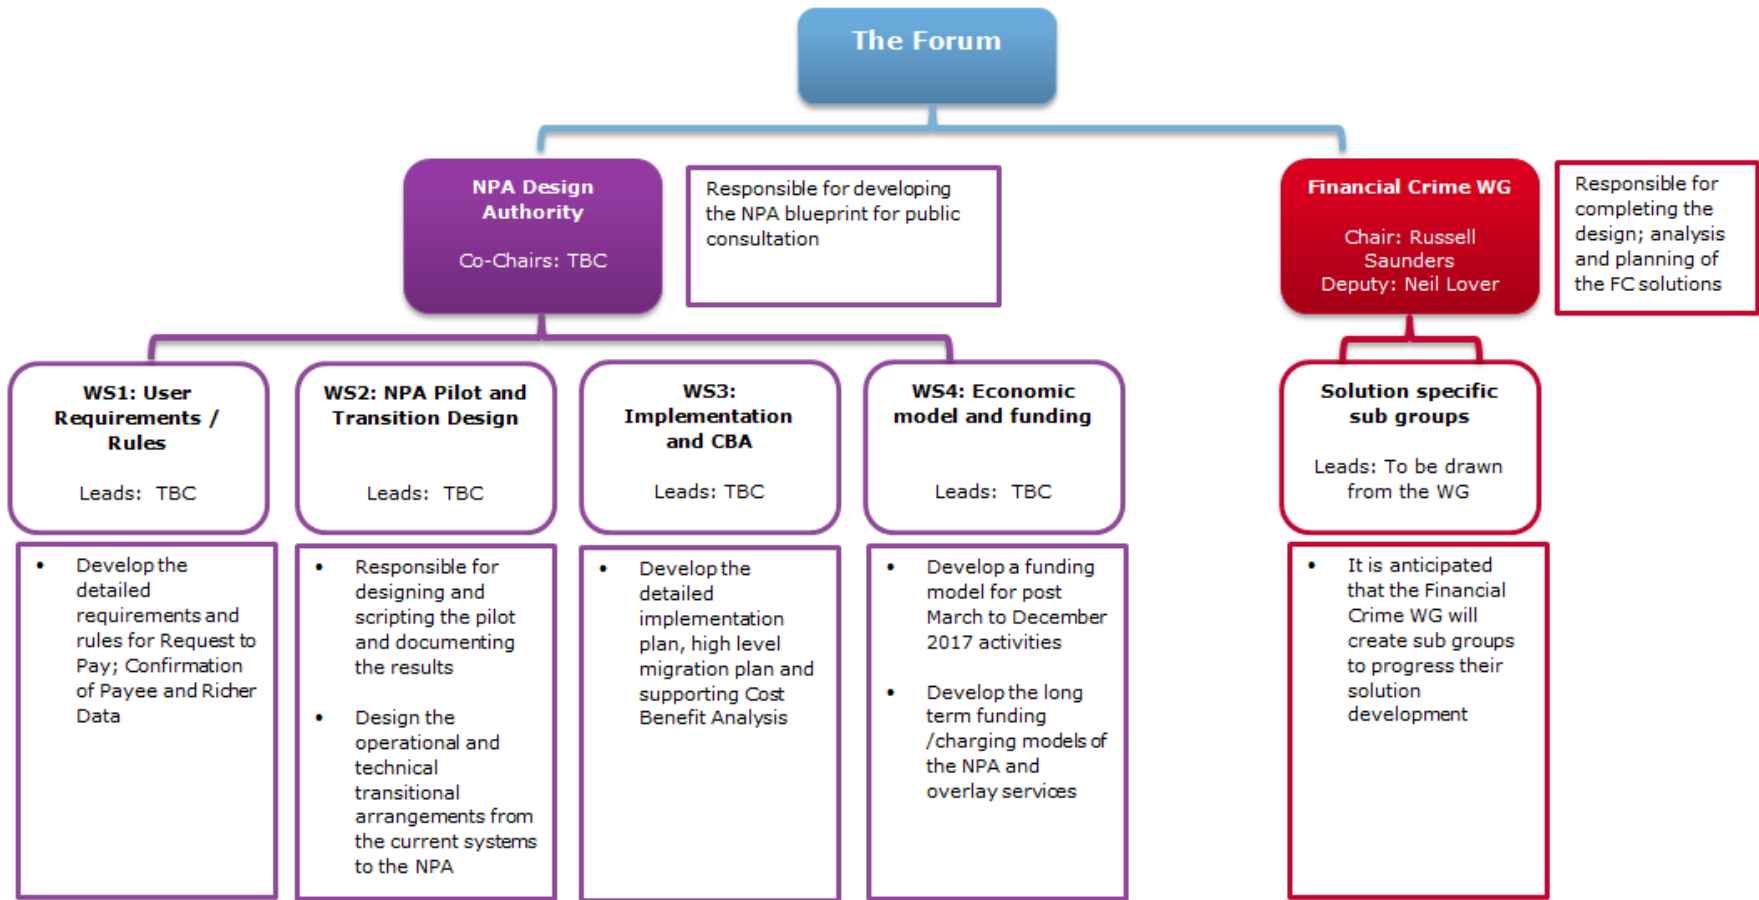 The Forum
NPA Design
Authority
Co-Chairs: TBC
Responsible for developing
the NPA blueprint for public
consultation
Financial Crime WG
Chair: Russell
Saunders
Deputy: Neil Lover
Responsible for
completing the
design; analysis
and planning of
the FC solutions
WS1: User
Requirements /
Rules
Leads: TBC
WS2: NPA Pilot and
Transition Design
Leads: TBC
WS3:
Implementation
and CBA
Leads: TBC
WS4: Economic
model and funding
Leads: TBC
Solution specific
sub groups
Leads: To be drawn
from the WG
• Develop the
detailed
requirements and
rules for Request to
Pay; Confirmation
of Payee and Richer
Data
• Responsible for
designing and
scripting the pilot
and documenting
the results
• Design the
operational and
technical
transitional
arrangements from
the current systems
to the NPA
• Develop the
detailed
implementation
plan, high level
migration plan and
supporting Cost
Benefit Analysis
• Develop a funding
model for post
March to December
2017 activities
• Develop the long
term funding
/charging models of
the NPA and
overlay services
• It is anticipated
that the Financial
Crime WG will
create sub groups
to progress their
solution
development